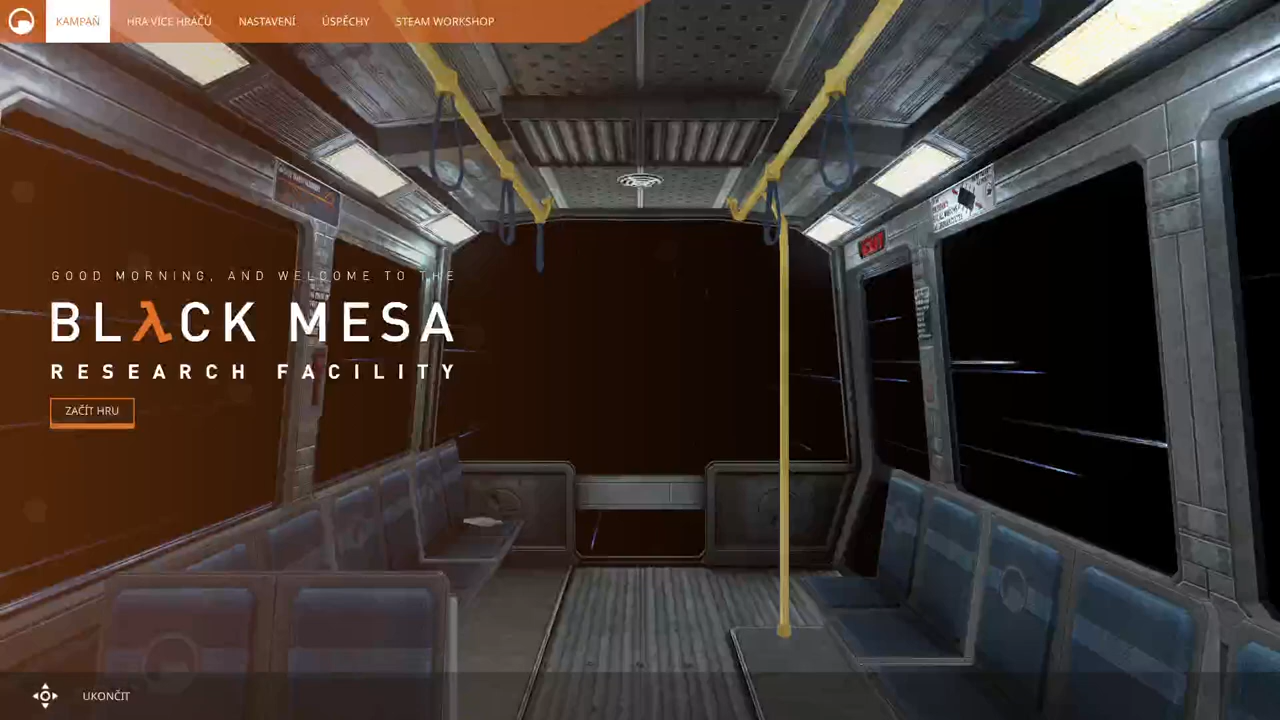 KAMPAŇ HRA VÍCE HRÁČŮ NASTAVENÍ ÚSPĚCHY STEAM WORKSHOP
EXIT
GOOD MORNING, AND WELCOME TO THE
BLλCK MESA
RESEARCH FACILITY
ZAČÍT HRU
UKONČIT